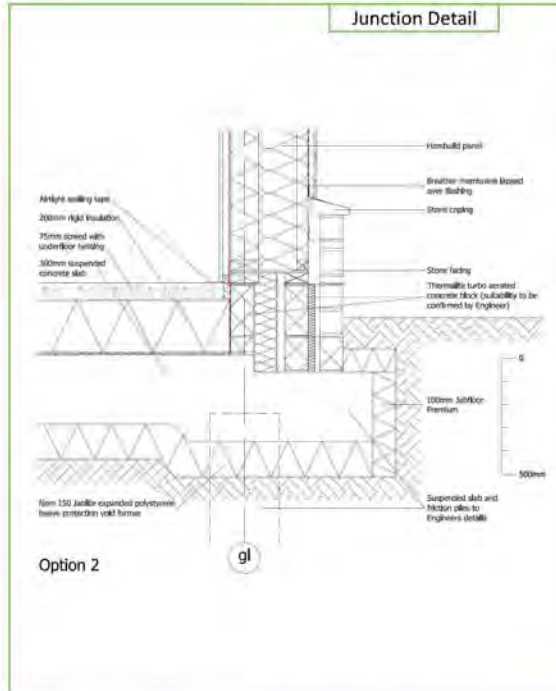 Junction Detail
Hembuild panel
Breather membrane lapped
over flashing
Stone coping
Stone facing
Thermalite turbo aerated
concrete block (suitability to be
confirmed by Engineer)
Airtight sealing tape
200mm rigid insulation
75mm screed with
underfloor heating
300mm suspended
concrete slab
0
100mm Jabfloor
Premium
500mm
Nom 150 Jabfilor expanded polystyrene
heave protection void former
Suspended slab and
friction piles to
Engineers details
Option 2
gl